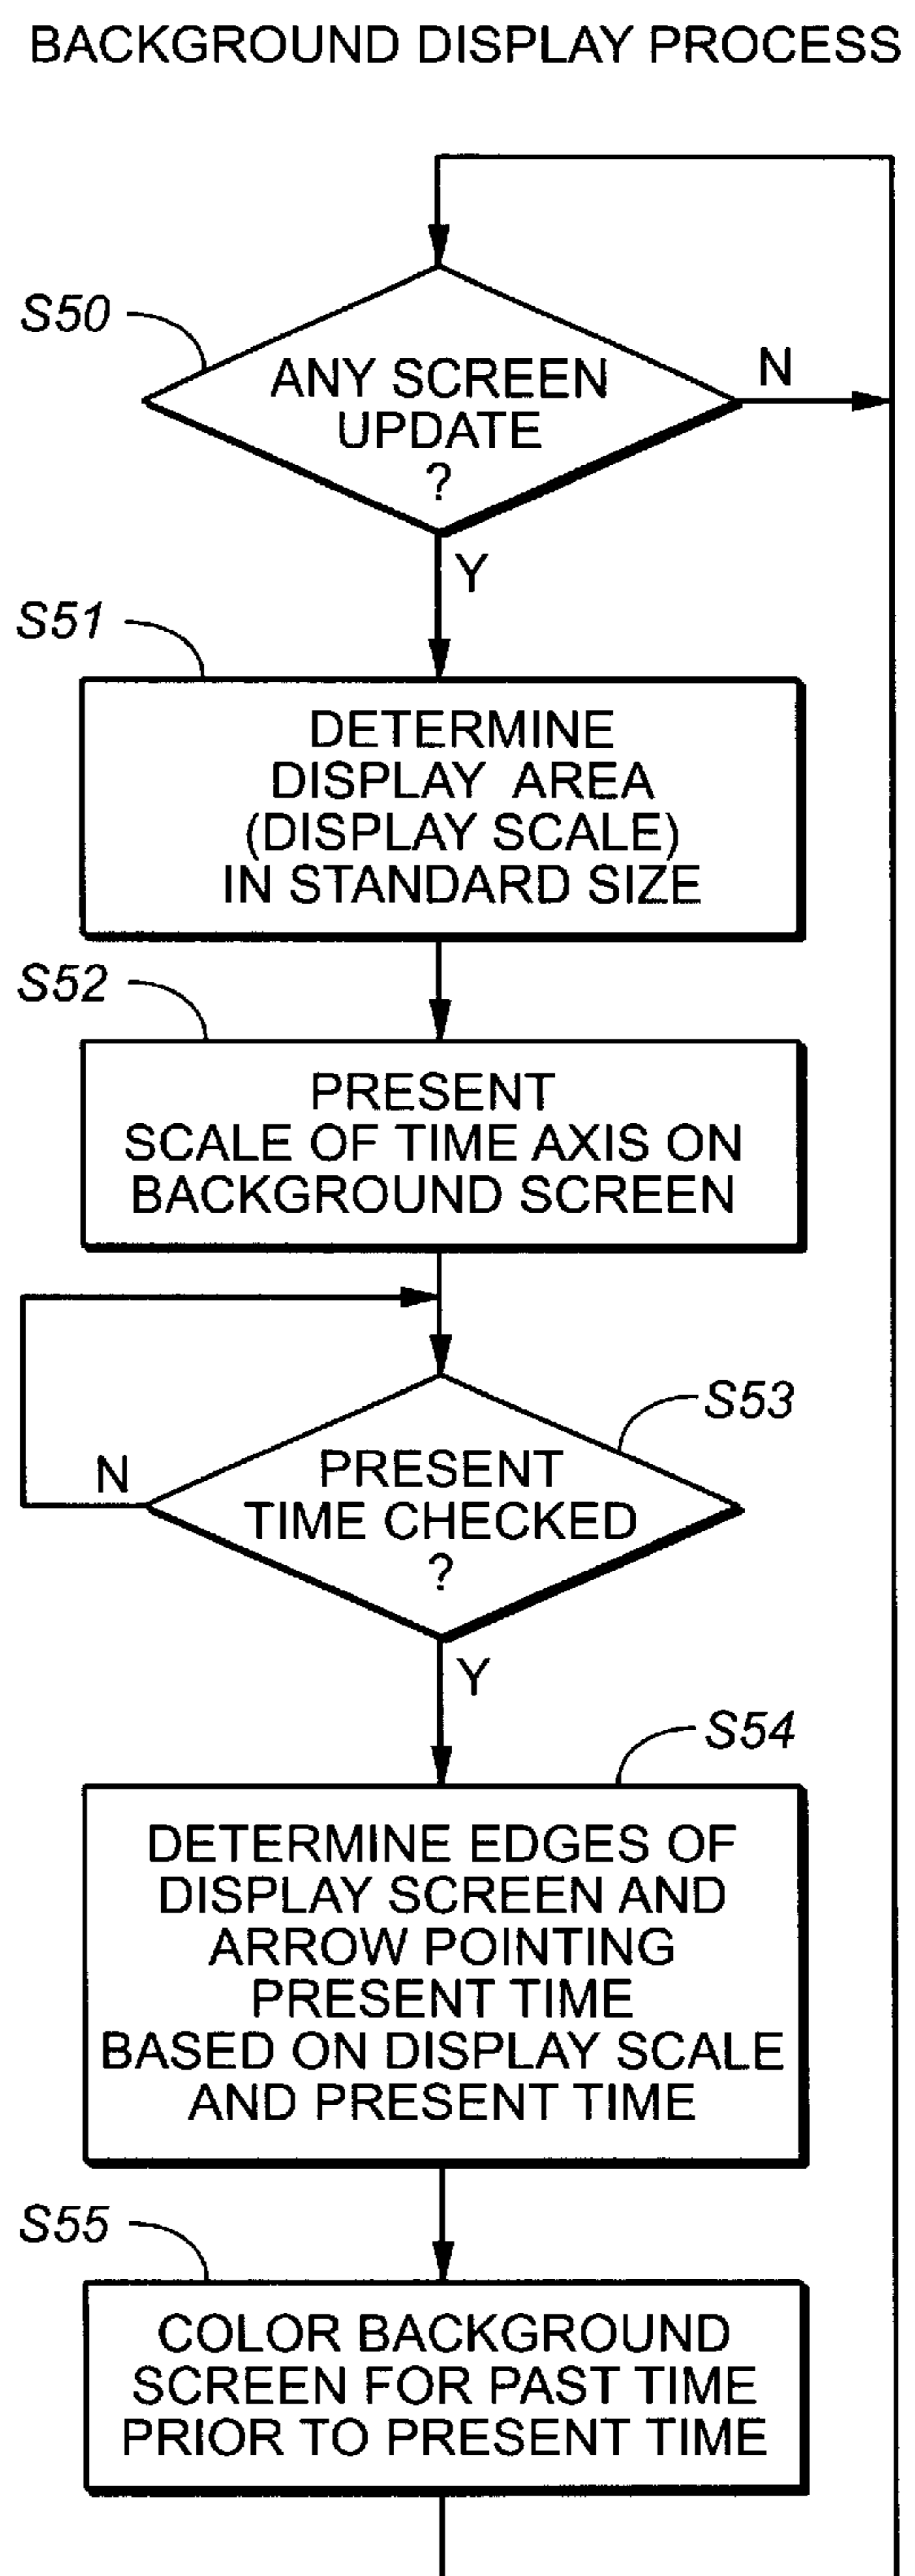 BACKGROUND DISPLAY PROCESS
S50
ANY SCREEN
UPDATE
?
N
Y
S51
DETERMINE
DISPLAY AREA
(DISPLAY SCALE)
IN STANDARD SIZE
S52
PRESENT
SCALE OF TIME AXIS ON
BACKGROUND SCREEN
S53
PRESENT
TIME CHECKED
?
N
Y
S54
DETERMINE EDGES OF
DISPLAY SCREEN AND
ARROW POINTING
PRESENT TIME
BASED ON DISPLAY SCALE
AND PRESENT TIME
S55
COLOR BACKGROUND
SCREEN FOR PAST TIME
PRIOR TO PRESENT TIME